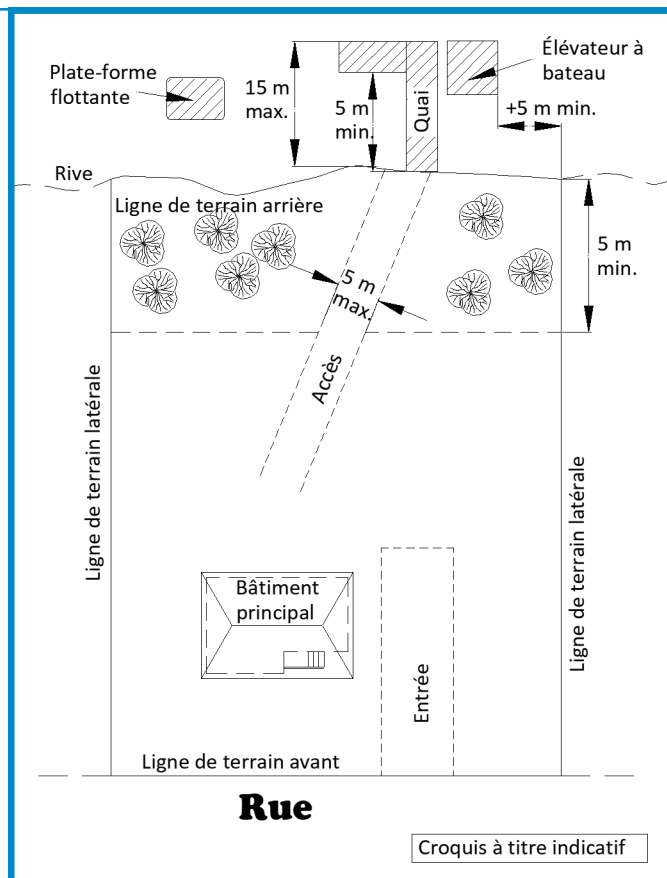 Plate-forme
flottante
15 m
max.
5 m
min.
Quai
Élévateur à
bateau
+5 m min.
Rive
Ligne de terrain arrière
5 m
min.
5 m
max.
Accès
Ligne de terrain latérale
Ligne de terrain latérale
Bâtiment
principal
Entrée
Ligne de terrain avant
Rue
Croquis à titre indicatif